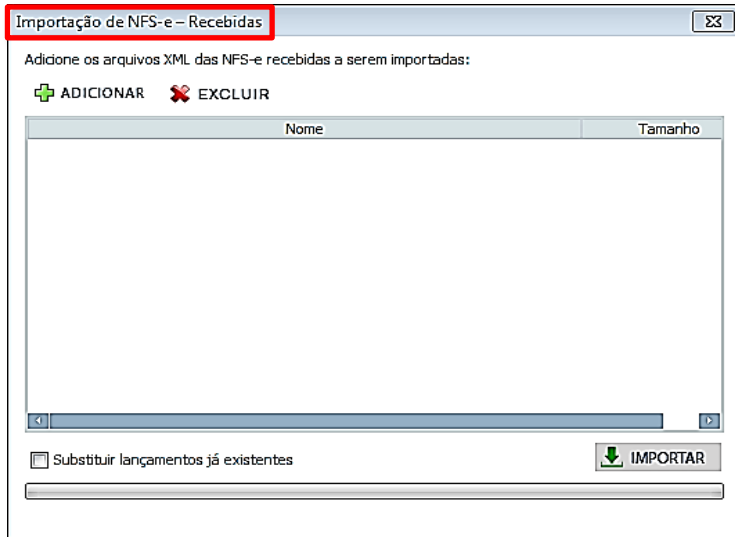 Importação de NFS-e – Recebidas
Adicione os arquivos XML das NFS-e recebidas a serem importadas:
ADICIONAR EXCLUIR
Nome Tamanho
Substituir lançamentos já existentes IMPORTAR